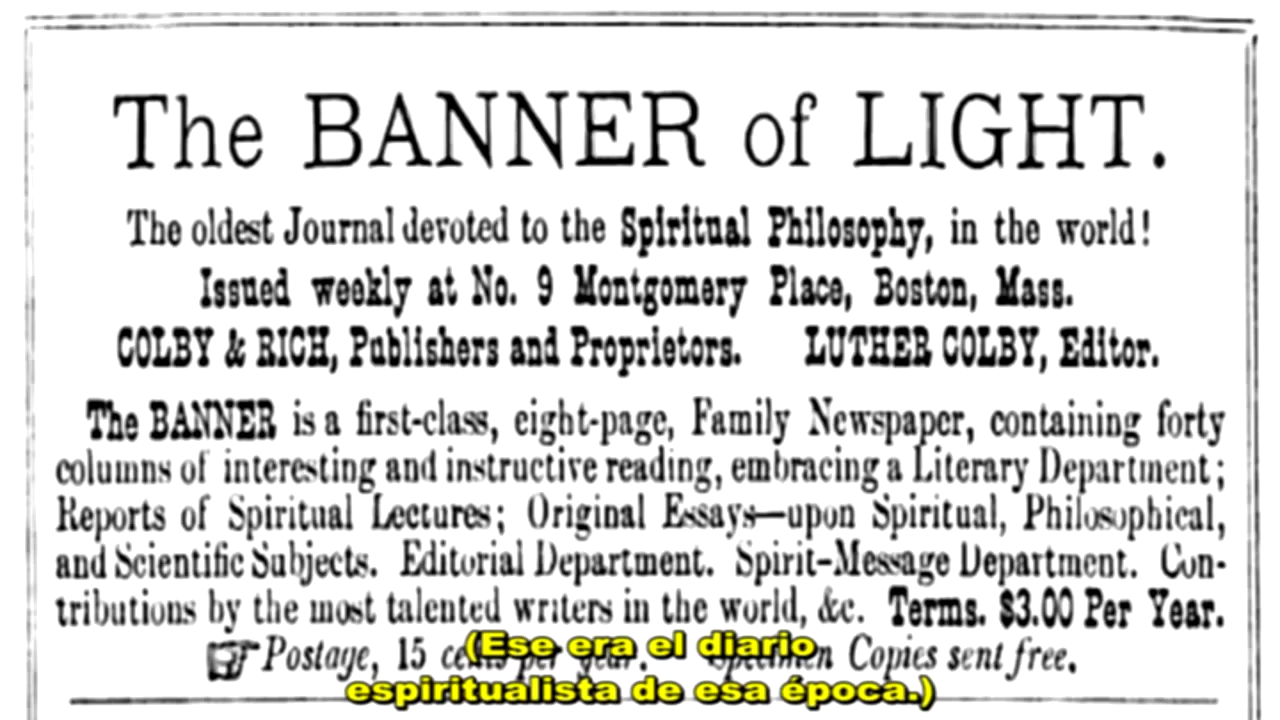 The BANNER of LIGHT.
The oldest Journal devoted to the Spiritual Philosophy, in the world!
Issued weekly at No. 9 Montgomery Place, Boston, Mass.
COLBY & RICH, Publishers and Proprietors. LUTHER COLBY, Editor.
The BANNER is a first-class, eight-page, Family Newspaper, containing forty
columns of interesting and instructive reading, embracing a Literary Department;
Reports of Spiritual Lectures; Original Essays—upon Spiritual, Philosophical,
and Scientific Subjects. Editorial Department. Spirit-Message Department. Con-
tributions by the most talented writers in the world, &c. Terms. $3.00 Per Year.
☞ Postage, 15 cents per year. Specimen Copies sent free.
(Ese era el diario
espiritualista de esa época.)